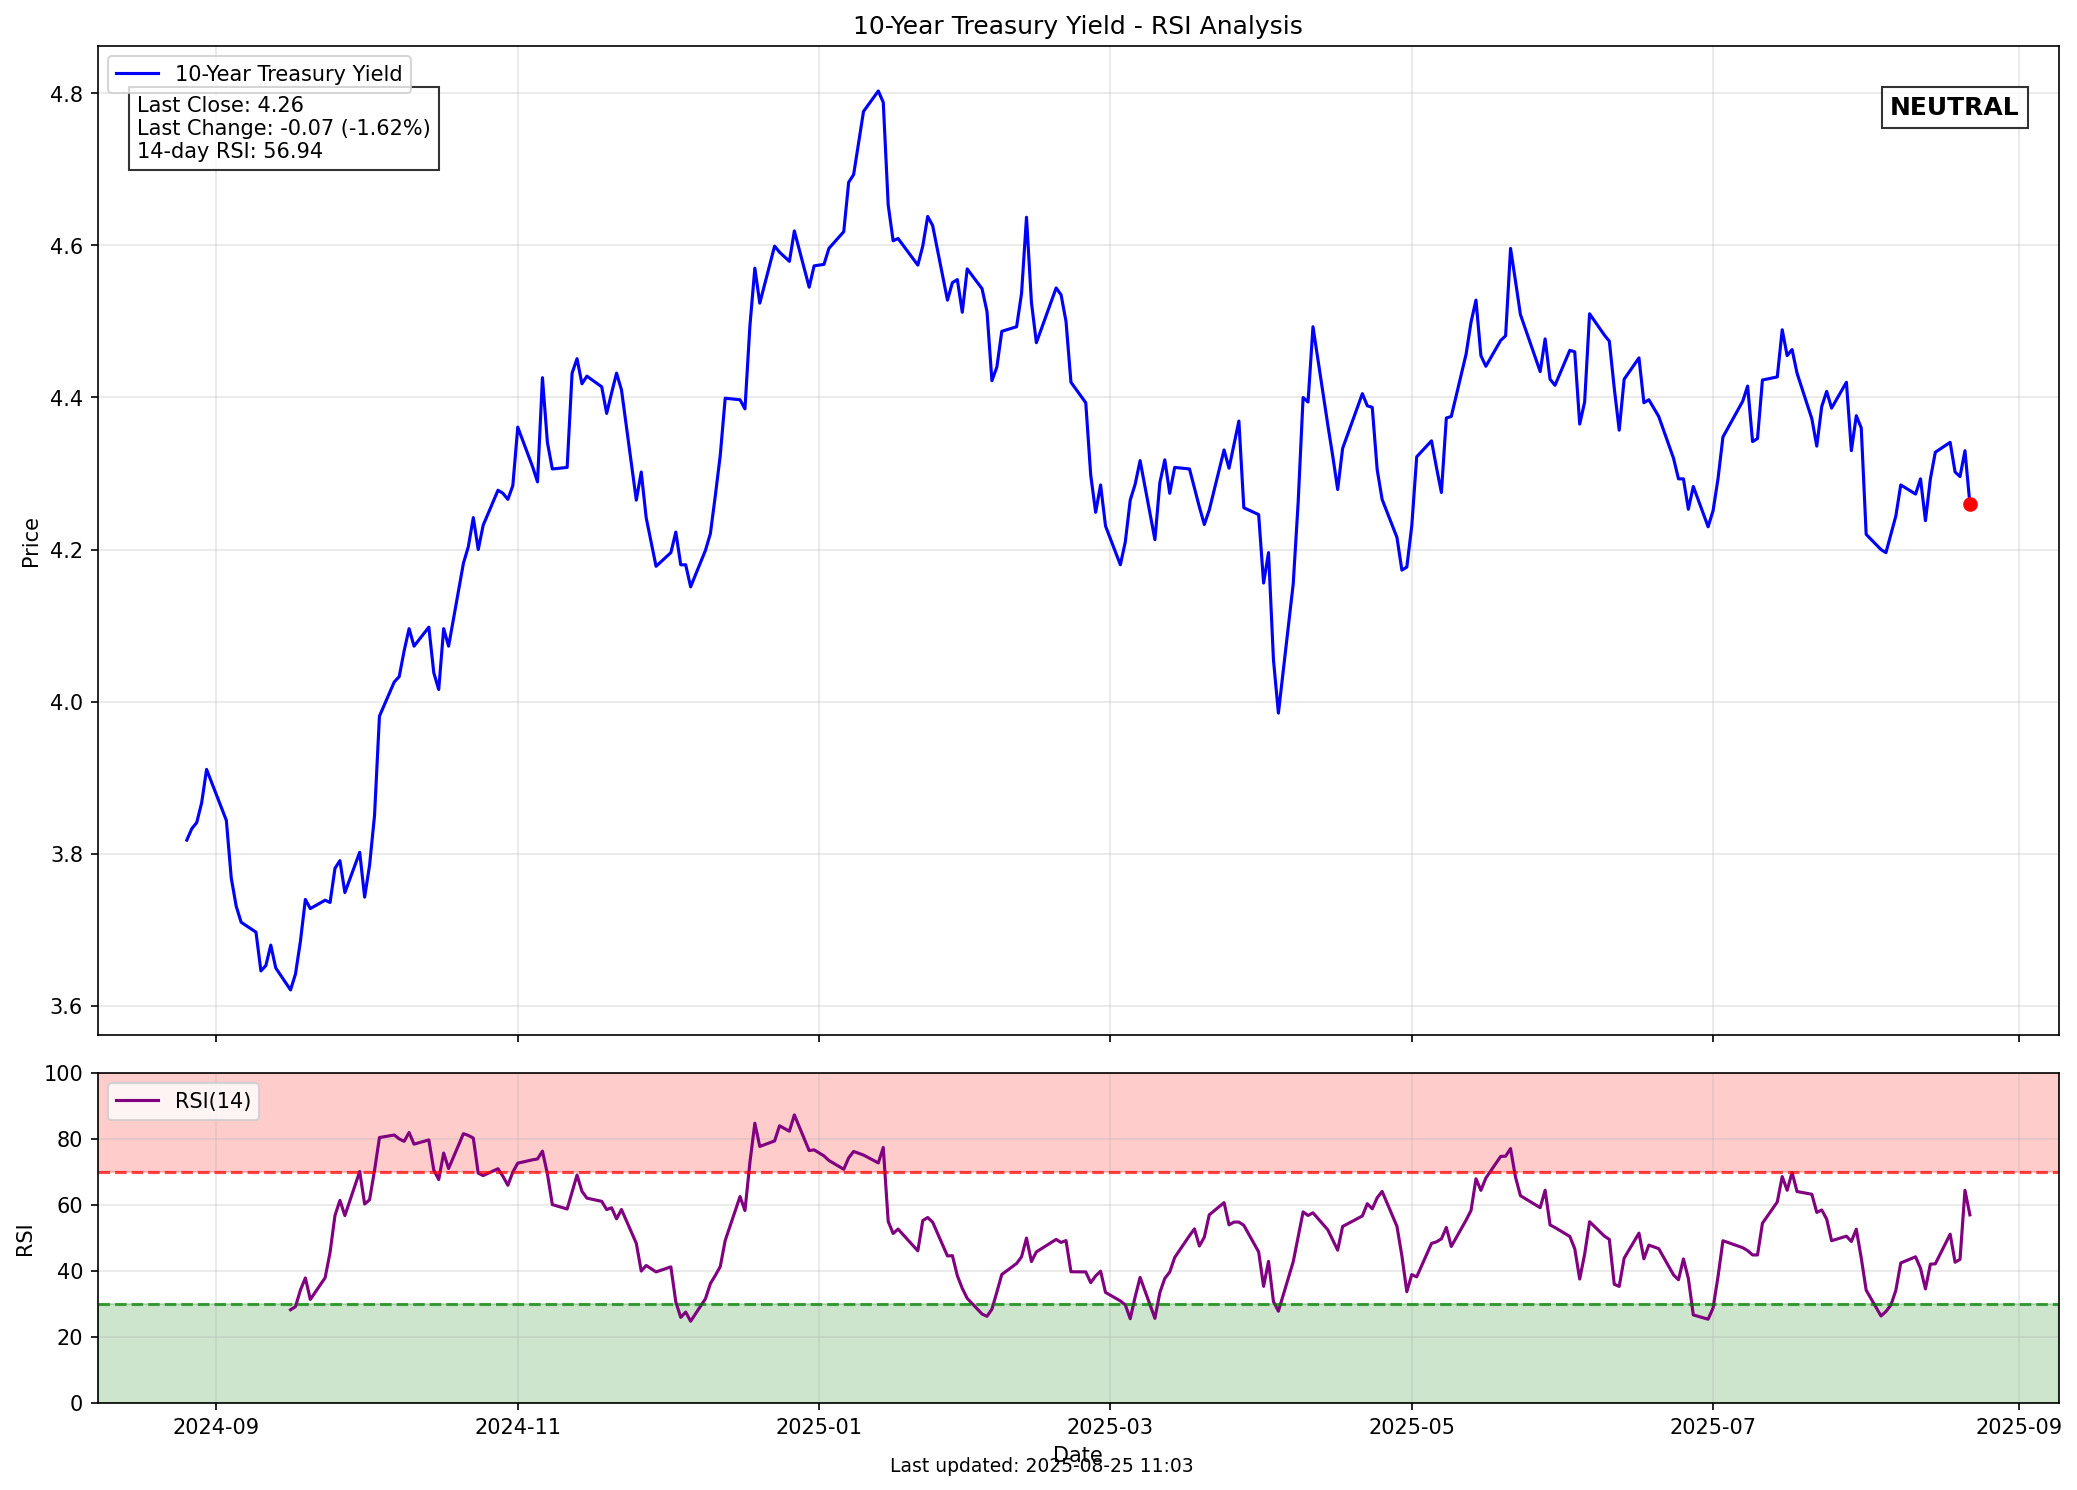 10-Year Treasury Yield - RSI Analysis
10-Year Treasury Yield
Last Close: 4.26
Last Change: -0.07 (-1.62%)
14-day RSI: 56.94
NEUTRAL
Price
4.8
4.6
4.4
4.2
4.0
3.8
3.6
RSI(14)
RSI
100
80
60
40
20
0
2024-09 2024-11 2025-01 2025-03 2025-05 2025-07 2025-09
Date
Last updated: 2025-08-25 11:03